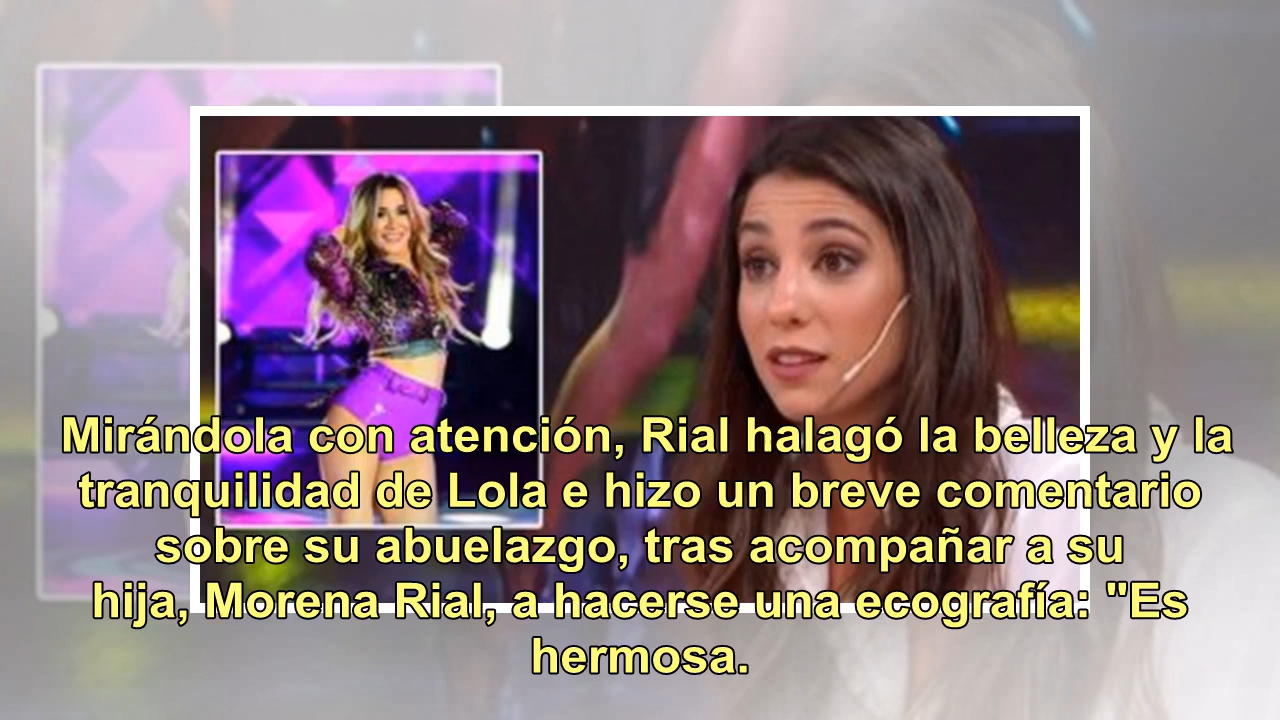 Mirándola con atención, Rial halagó la belleza y la
tranquilidad de Lola e hizo un breve comentario
sobre su abuelazgo, tras acompañar a su
hija, Morena Rial, a hacerse una ecografía: "Es
hermosa.